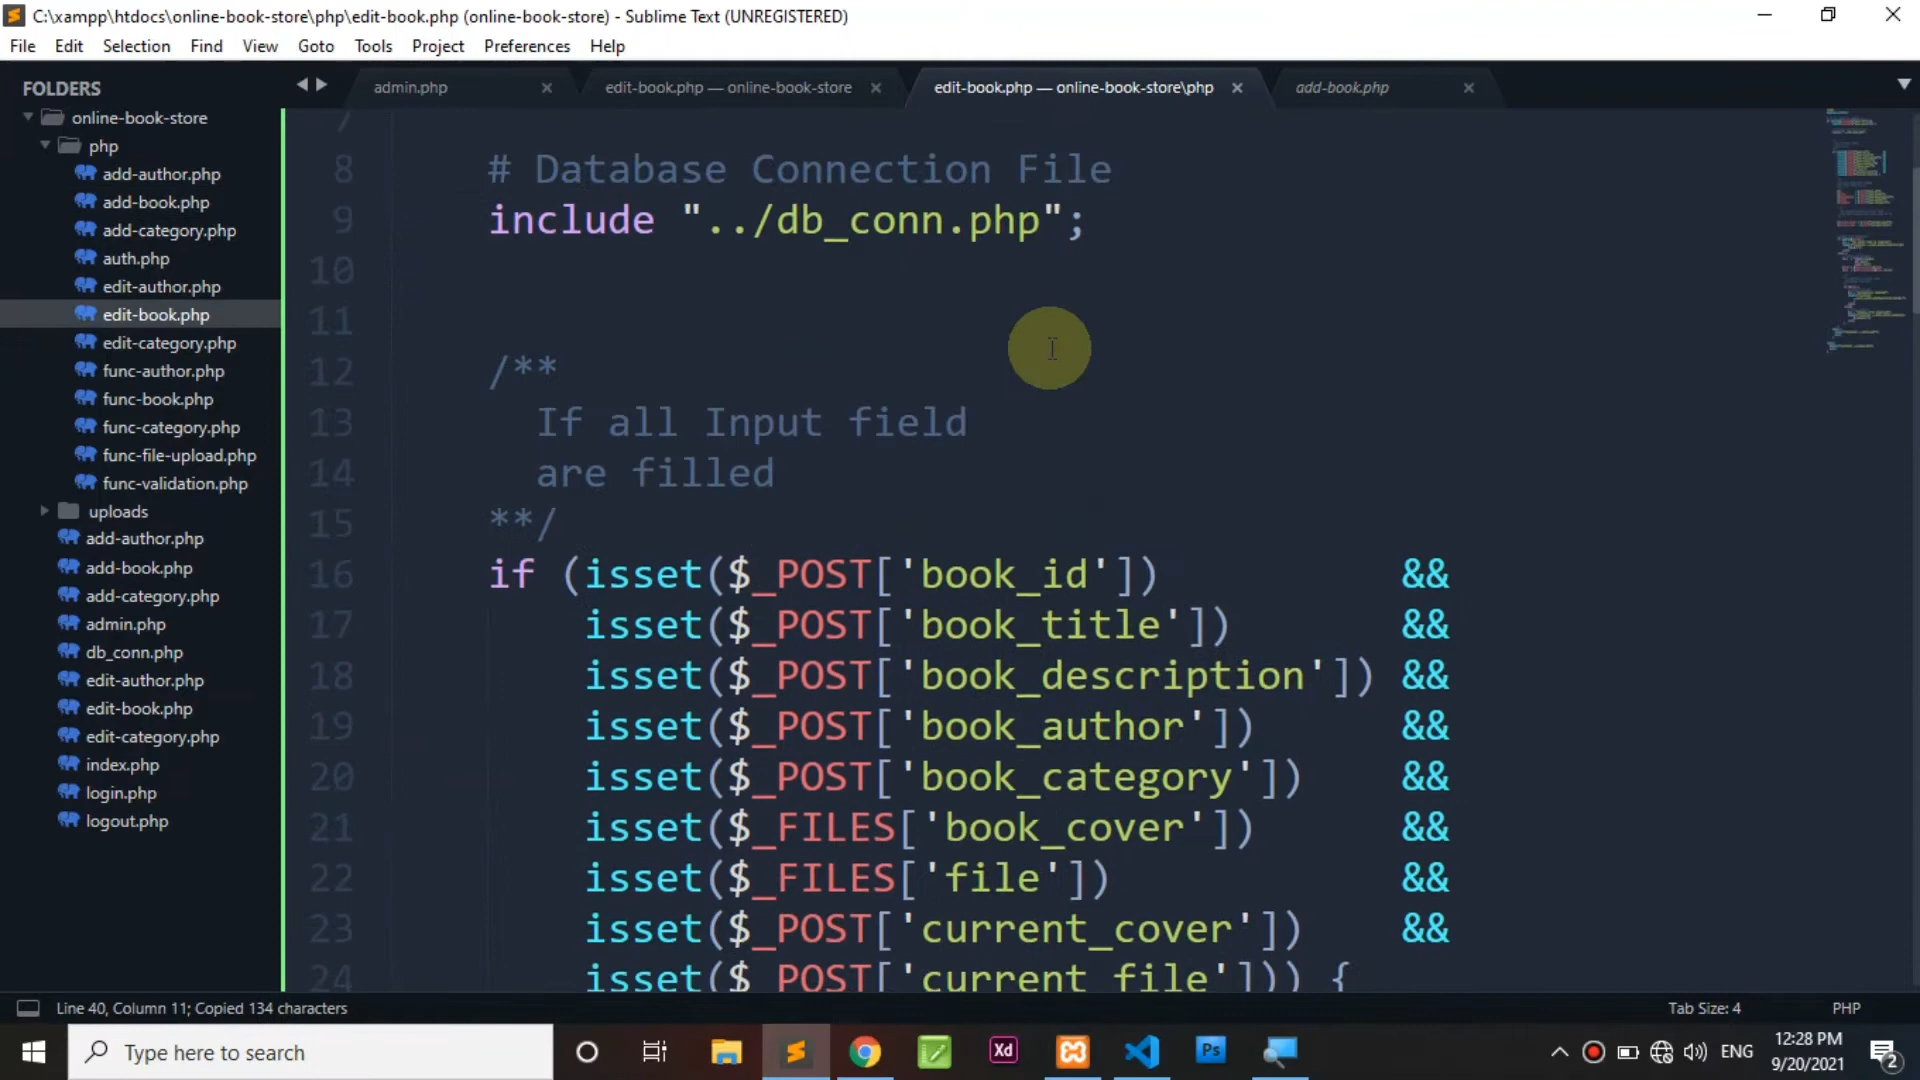 C:\xampp\htdocs\online-book-store\php\edit-book.php (online-book-store) - Sublime Text (UNREGISTERED)
File Edit Selection Find View Goto Tools Project Preferences Help
FOLDERS
online-book-store
php
add-author.php
add-book.php
add-category.php
auth.php
edit-author.php
edit-book.php
edit-category.php
func-author.php
func-book.php
func-category.php
func-file-upload.php
func-validation.php
uploads
add-author.php
add-book.php
add-category.php
admin.php
db_conn.php
edit-author.php
edit-book.php
edit-category.php
index.php
login.php
logout.php
admin.php
edit-book.php — online-book-store
edit-book.php — online-book-store\php
add-book.php
7
8 # Database Connection File
9 include "../db_conn.php";
10
11
12 /**
13 If all Input field
14 are filled
15 **/
16 if (isset($_POST['book_id']) &&
17 isset($_POST['book_title']) &&
18 isset($_POST['book_description']) &&
19 isset($_POST['book_author']) &&
20 isset($_POST['book_category']) &&
21 isset($_FILES['book_cover']) &&
22 isset($_FILES['file']) &&
23 isset($_POST['current_cover']) &&
24 isset($_POST['current_file'])) {
Line 40, Column 11; Copied 134 characters
Tab Size: 4
PHP
Type here to search
Xd
Ps
ENG
12:28 PM
9/20/2021
2